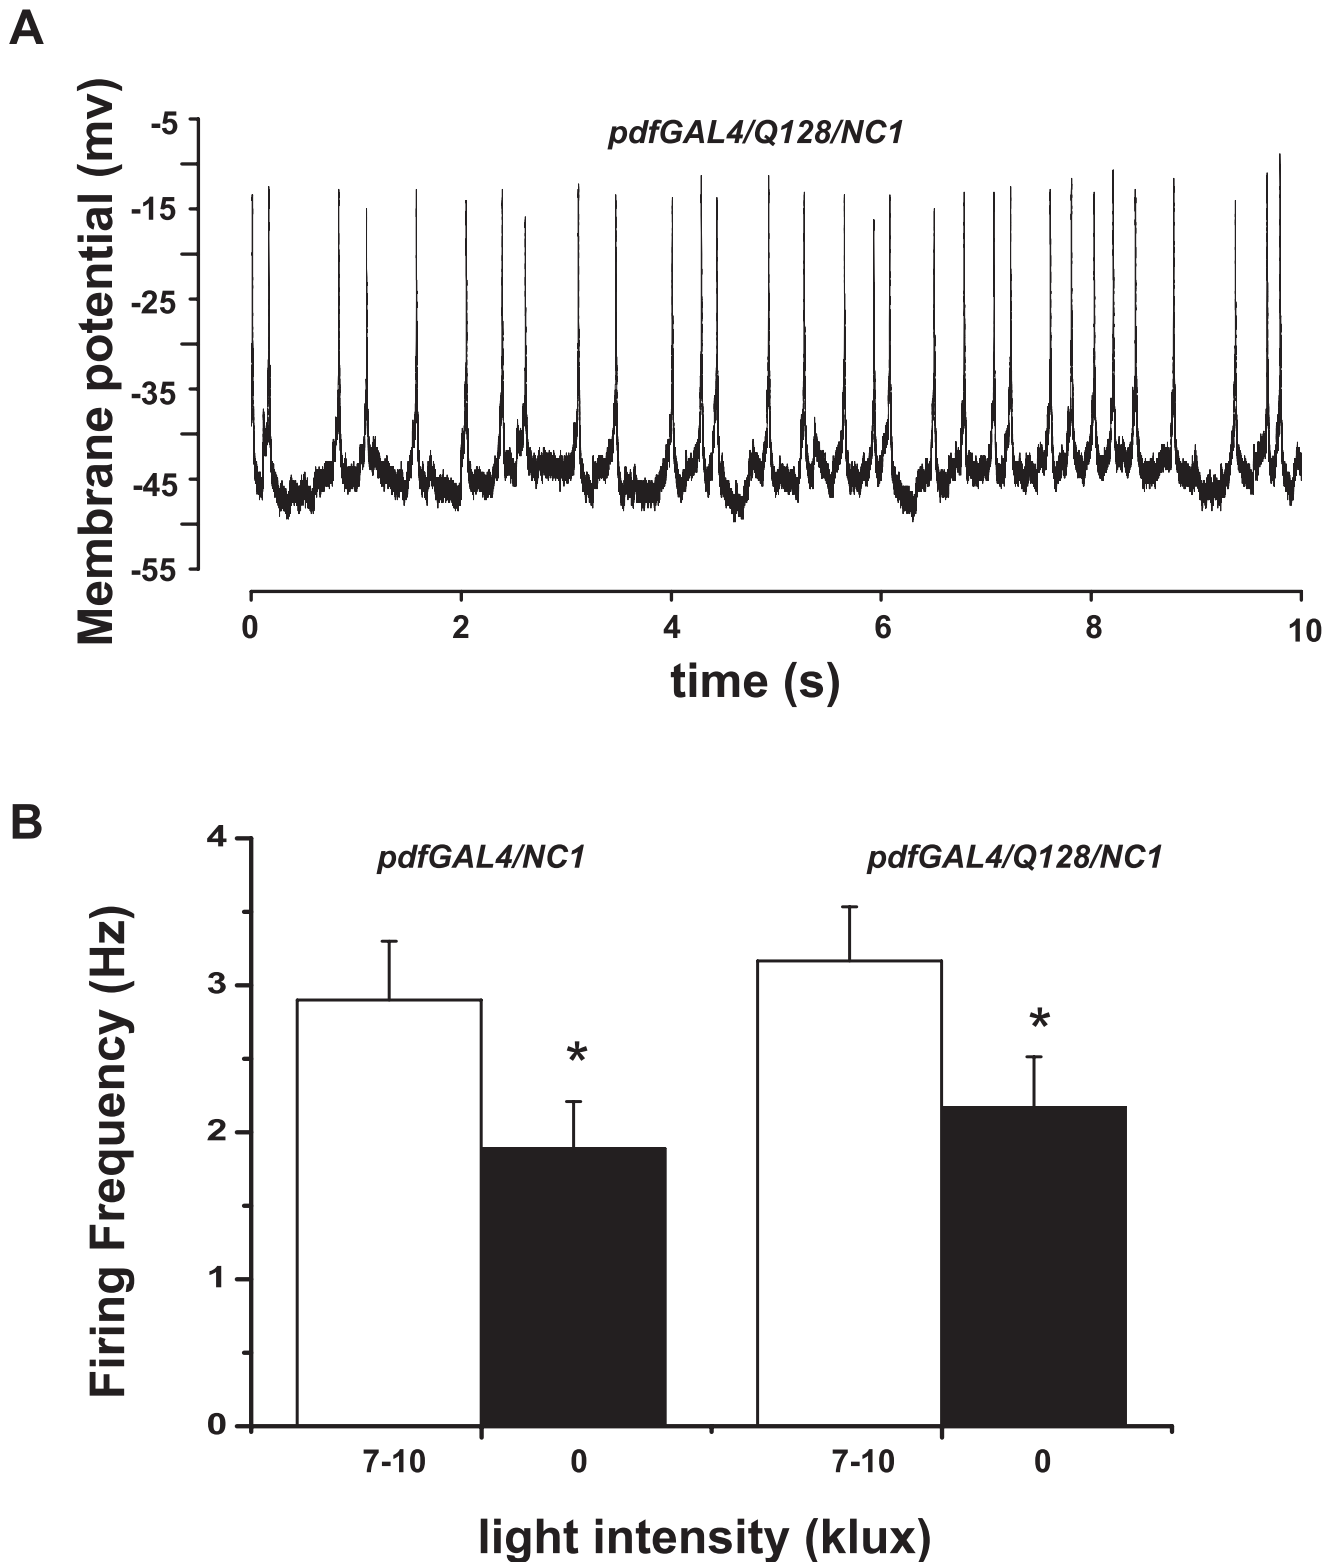 A
Membrane potential (mv)
pdfGAL4/Q128/NC1
-5
-15
-25
-35
-45
-55
0 2 4 6 8 10
time (s)
B
Firing Frequency (Hz)
pdfGAL4/NC1 pdfGAL4/Q128/NC1
4
3
2
1
0
* *
7-10 0 7-10 0
light intensity (klux)